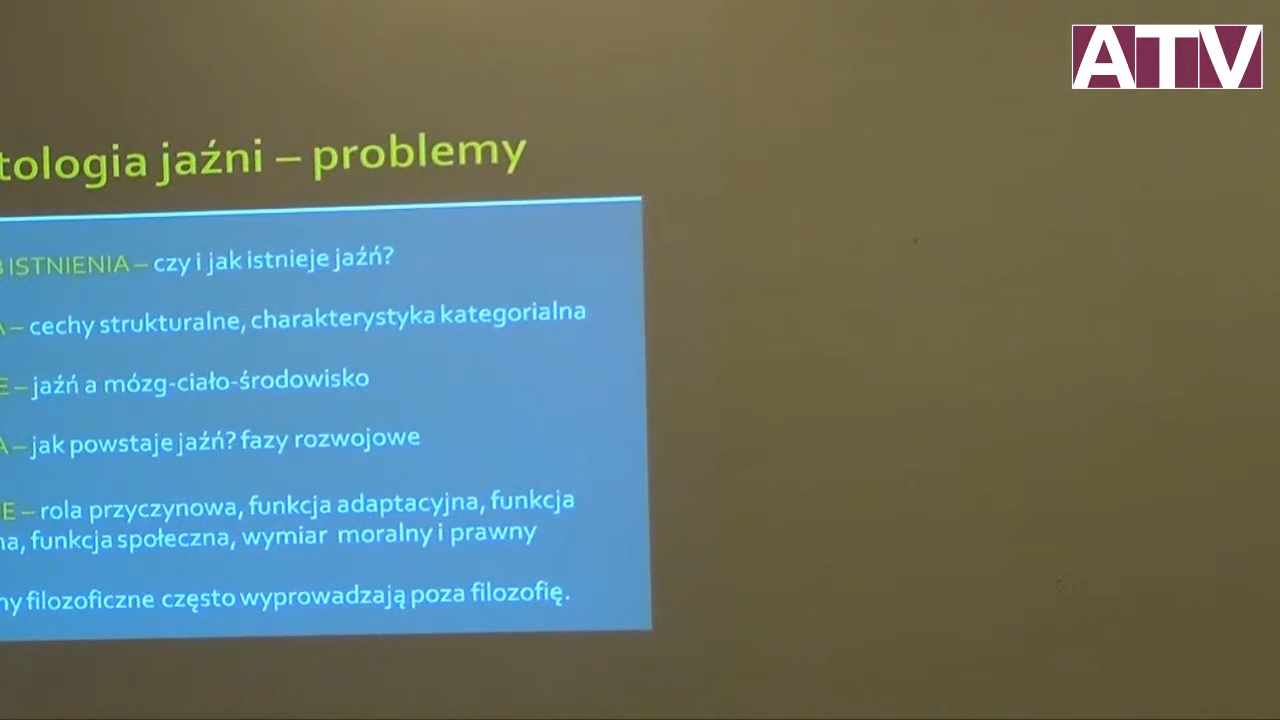 ATV
tologia jaźni – problemy
ISTNIENIA – czy i jak istnieje jaźń?
– cechy strukturalne, charakterystyka kategorialna
E – jaźń a mózg-ciało-środowisko
A – jak powstaje jaźń? fazy rozwojowe
E – rola przyczynowa, funkcja adaptacyjna, funkcja
na, funkcja społeczna, wymiar moralny i prawny
ny filozoficzne często wyprowadzają poza filozofię.